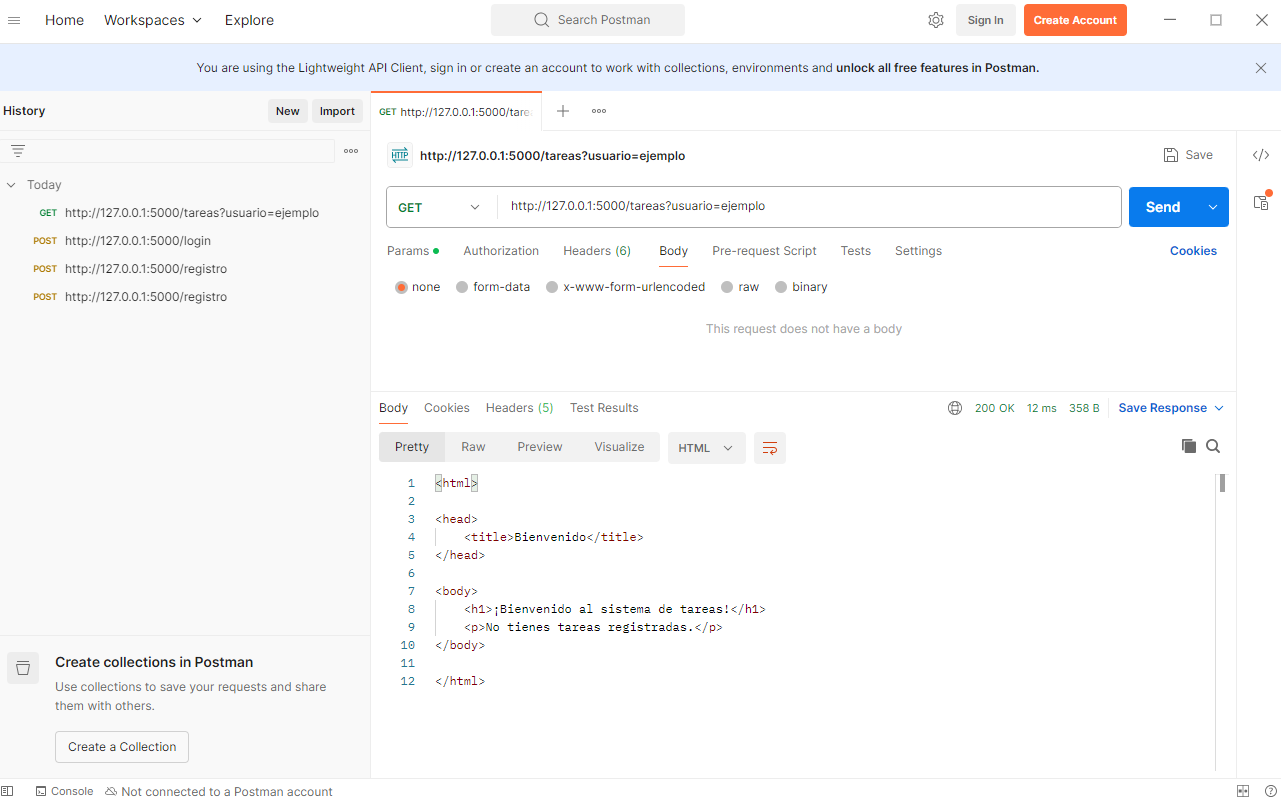 Home Workspaces Explore Search Postman Sign In Create Account
You are using the Lightweight API Client, sign in or create an account to work with collections, environments and unlock all free features in Postman.
History New Import
GET http://127.0.0.1:5000/tare
Today
GET http://127.0.0.1:5000/tareas?usuario=ejemplo
POST http://127.0.0.1:5000/login
POST http://127.0.0.1:5000/registro
POST http://127.0.0.1:5000/registro
Create collections in Postman
Use collections to save your requests and share
them with others.
Create a Collection
HTTP http://127.0.0.1:5000/tareas?usuario=ejemplo Save
GET http://127.0.0.1:5000/tareas?usuario=ejemplo Send
Params Authorization Headers (6) Body Pre-request Script Tests Settings Cookies
none form-data x-www-form-urlencoded raw binary
This request does not have a body
Body Cookies Headers (5) Test Results 200 OK 12 ms 358 B Save Response
Pretty Raw Preview Visualize HTML
1 <html>
2
3 <head>
4 <title>Bienvenido</title>
5 </head>
6
7 <body>
8 <h1>¡Bienvenido al sistema de tareas!</h1>
9 <p>No tienes tareas registradas.</p>
10 </body>
11
12 </html>
Console Not connected to a Postman account